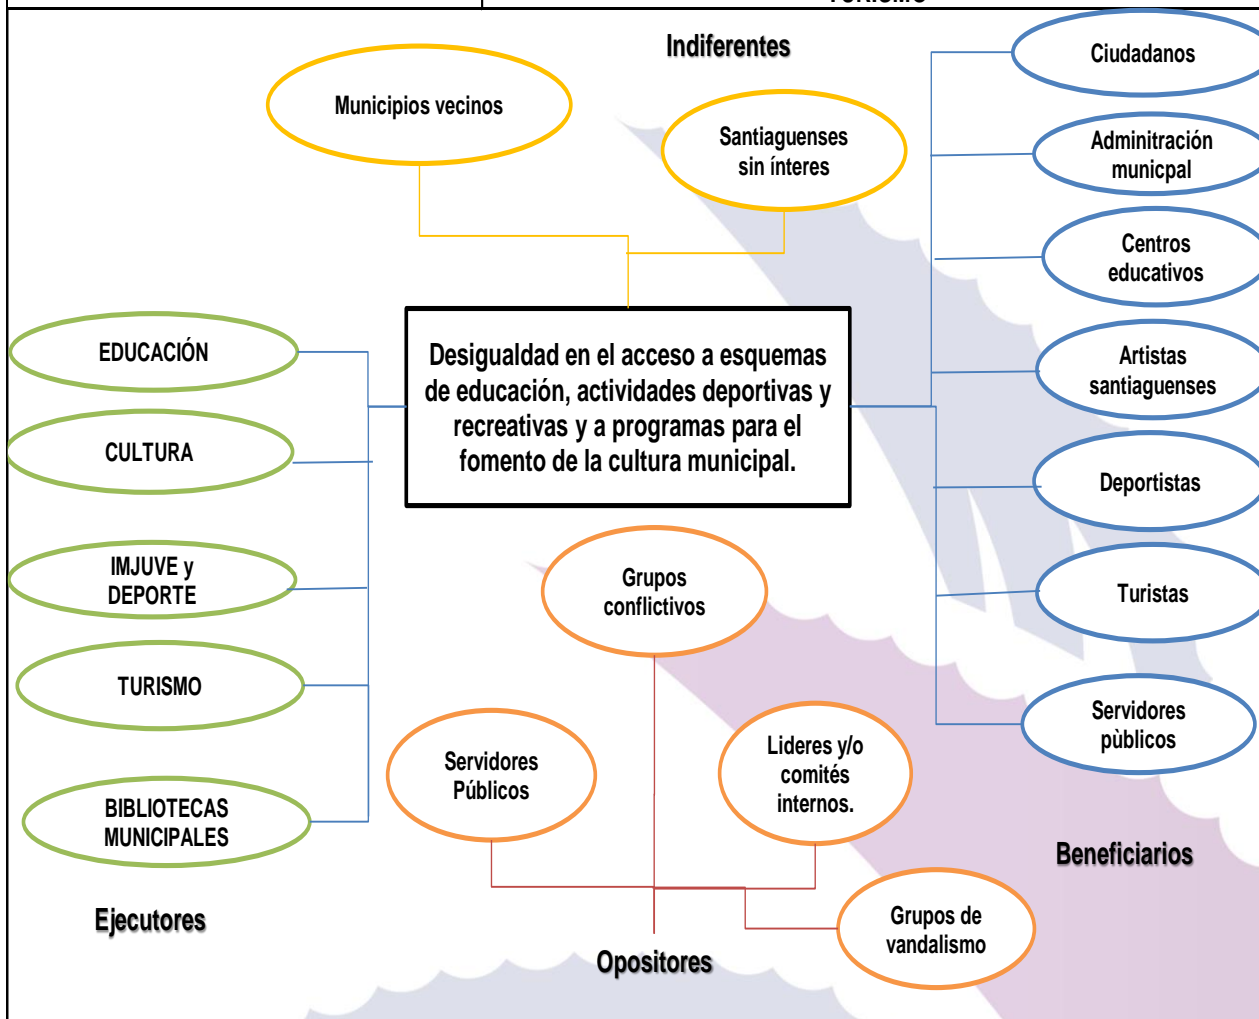 TURISMO
Indiferentes
Municipios vecinos
Santiaguenses
sin ínteres
Ciudadanos
Adminitración
municpal
Centros
educativos
Artistas
santiaguenses
Deportistas
Turistas
Servidores
pùblicos
Beneficiarios
Desigualdad en el acceso a esquemas
de educación, actividades deportivas y
recreativas y a programas para el
fomento de la cultura municipal.
EDUCACIÓN
CULTURA
IMJUVE y
DEPORTE
TURISMO
BIBLIOTECAS
MUNICIPALES
Ejecutores
Grupos
conflictivos
Servidores
Públicos
Lideres y/o
comités
internos.
Grupos de
vandalismo
Opositores